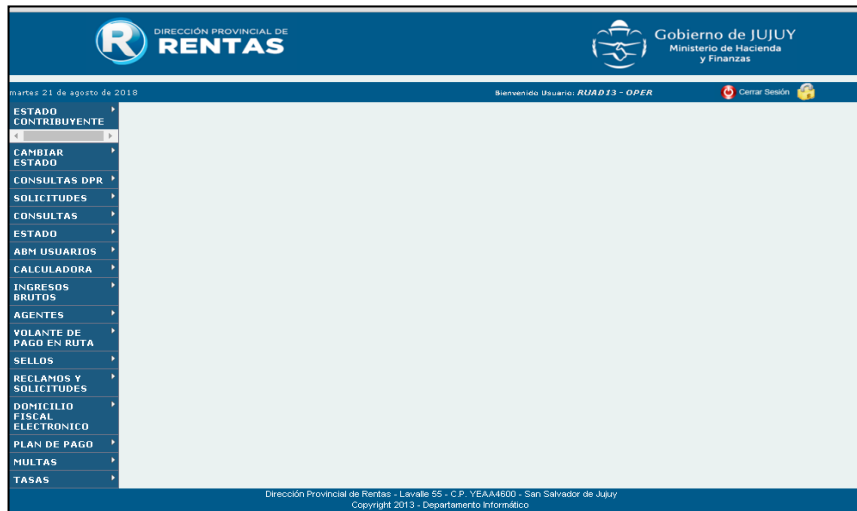 DIRECCIÓN PROVINCIAL DE
RENTAS
R
Gobierno de JUJUY
Ministerio de Hacienda
y Finanzas
martes 21 de agosto de 2018
Bienvenido Usuario: RUAD13 - OPER
Cerrar Sesión
ESTADO
CONTRIBUYENTE
CAMBIAR
ESTADO
CONSULTAS DPR
SOLICITUDES
CONSULTAS
ESTADO
ABM USUARIOS
CALCULADORA
INGRESOS
BRUTOS
AGENTES
VOLANTE DE
PAGO EN RUTA
SELLOS
RECLAMOS Y
SOLICITUDES
DOMICILIO
FISCAL
ELECTRONICO
PLAN DE PAGO
MULTAS
TASAS
Dirección Provincial de Rentas - Lavalle 55 - C.P. YEAA4600 - San Salvador de Jujuy
Copyright 2013 - Departamento Informático